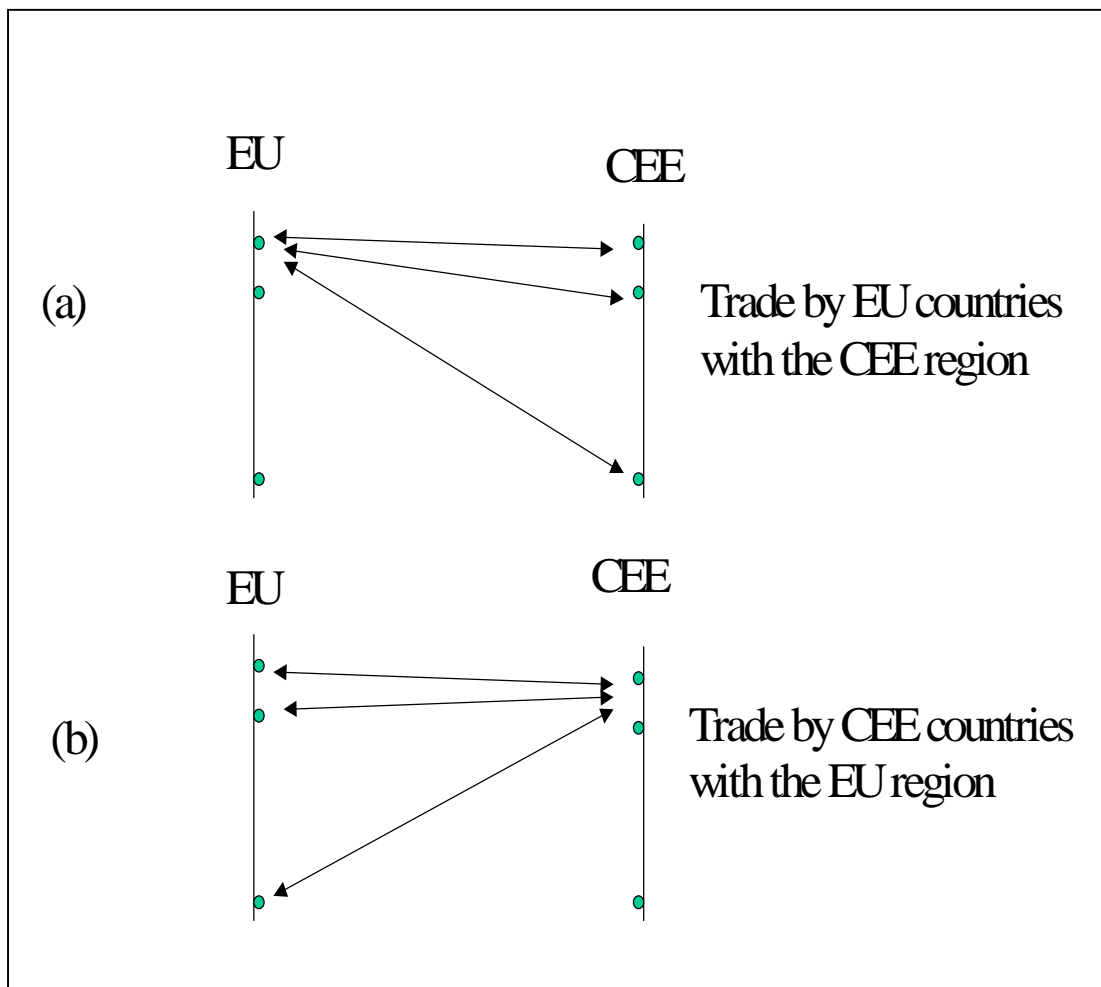 EU
CEE
(a)
Trade by EU countries
with the CEE region
EU
CEE
(b)
Trade by CEE countries
with the EU region